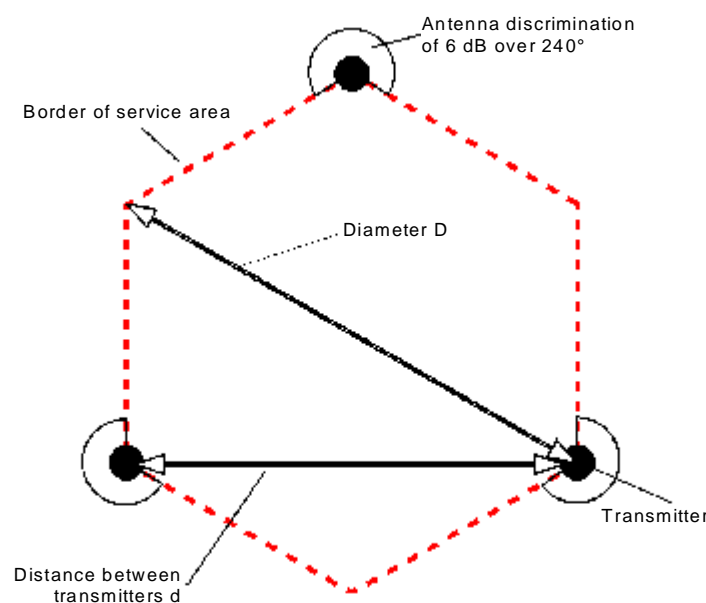 Antenna discrimination
of 6 dB over 240°
Border of service area
Diameter D
Transmitter
Distance between
transmitters d